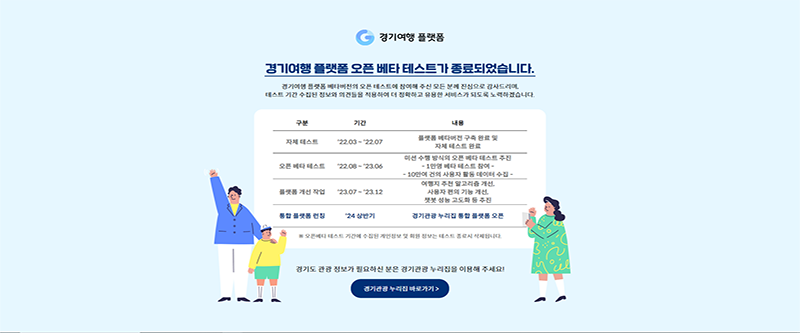 경기여행 플랫폼
경기여행 플랫폼 오픈 베타 테스트가 종료되었습니다.
경기여행 플랫폼 베타버전의 오픈 테스트에 참여해 주신 모든 분께 진심으로 감사드리며,
테스트 기간 수집된 정보와 의견들을 적용하여 더 정확하고 유용한 서비스가 되도록 노력하겠습니다.
구분 기간 내용
자체 테스트 '22.03 ~ '22.07 플랫폼 베타버전 구축 완료 및
자체 테스트 완료
오픈 베타 테스트 '22.08 ~ '23.06 미션 수행 방식의 오픈 베타 테스트 추진
- 1만명 베타 테스트 참여 -
- 10만여 건의 사용자 활동 데이터 수집 -
플랫폼 개선 작업 '23.07 ~ '23.12 여행지 추천 알고리즘 개선,
사용자 편의 기능 개선,
챗봇 성능 고도화 등 추진
통합 플랫폼 런칭 '24 상반기 경기관광 누리집 통합 플랫폼 오픈
※ 오픈베타 테스트 기간에 수집된 개인정보 및 회원 정보는 테스트 종료시 삭제됩니다.
경기도 관광 정보가 필요하신 분은 경기관광 누리집을 이용해 주세요!
경기관광 누리집 바로가기 >